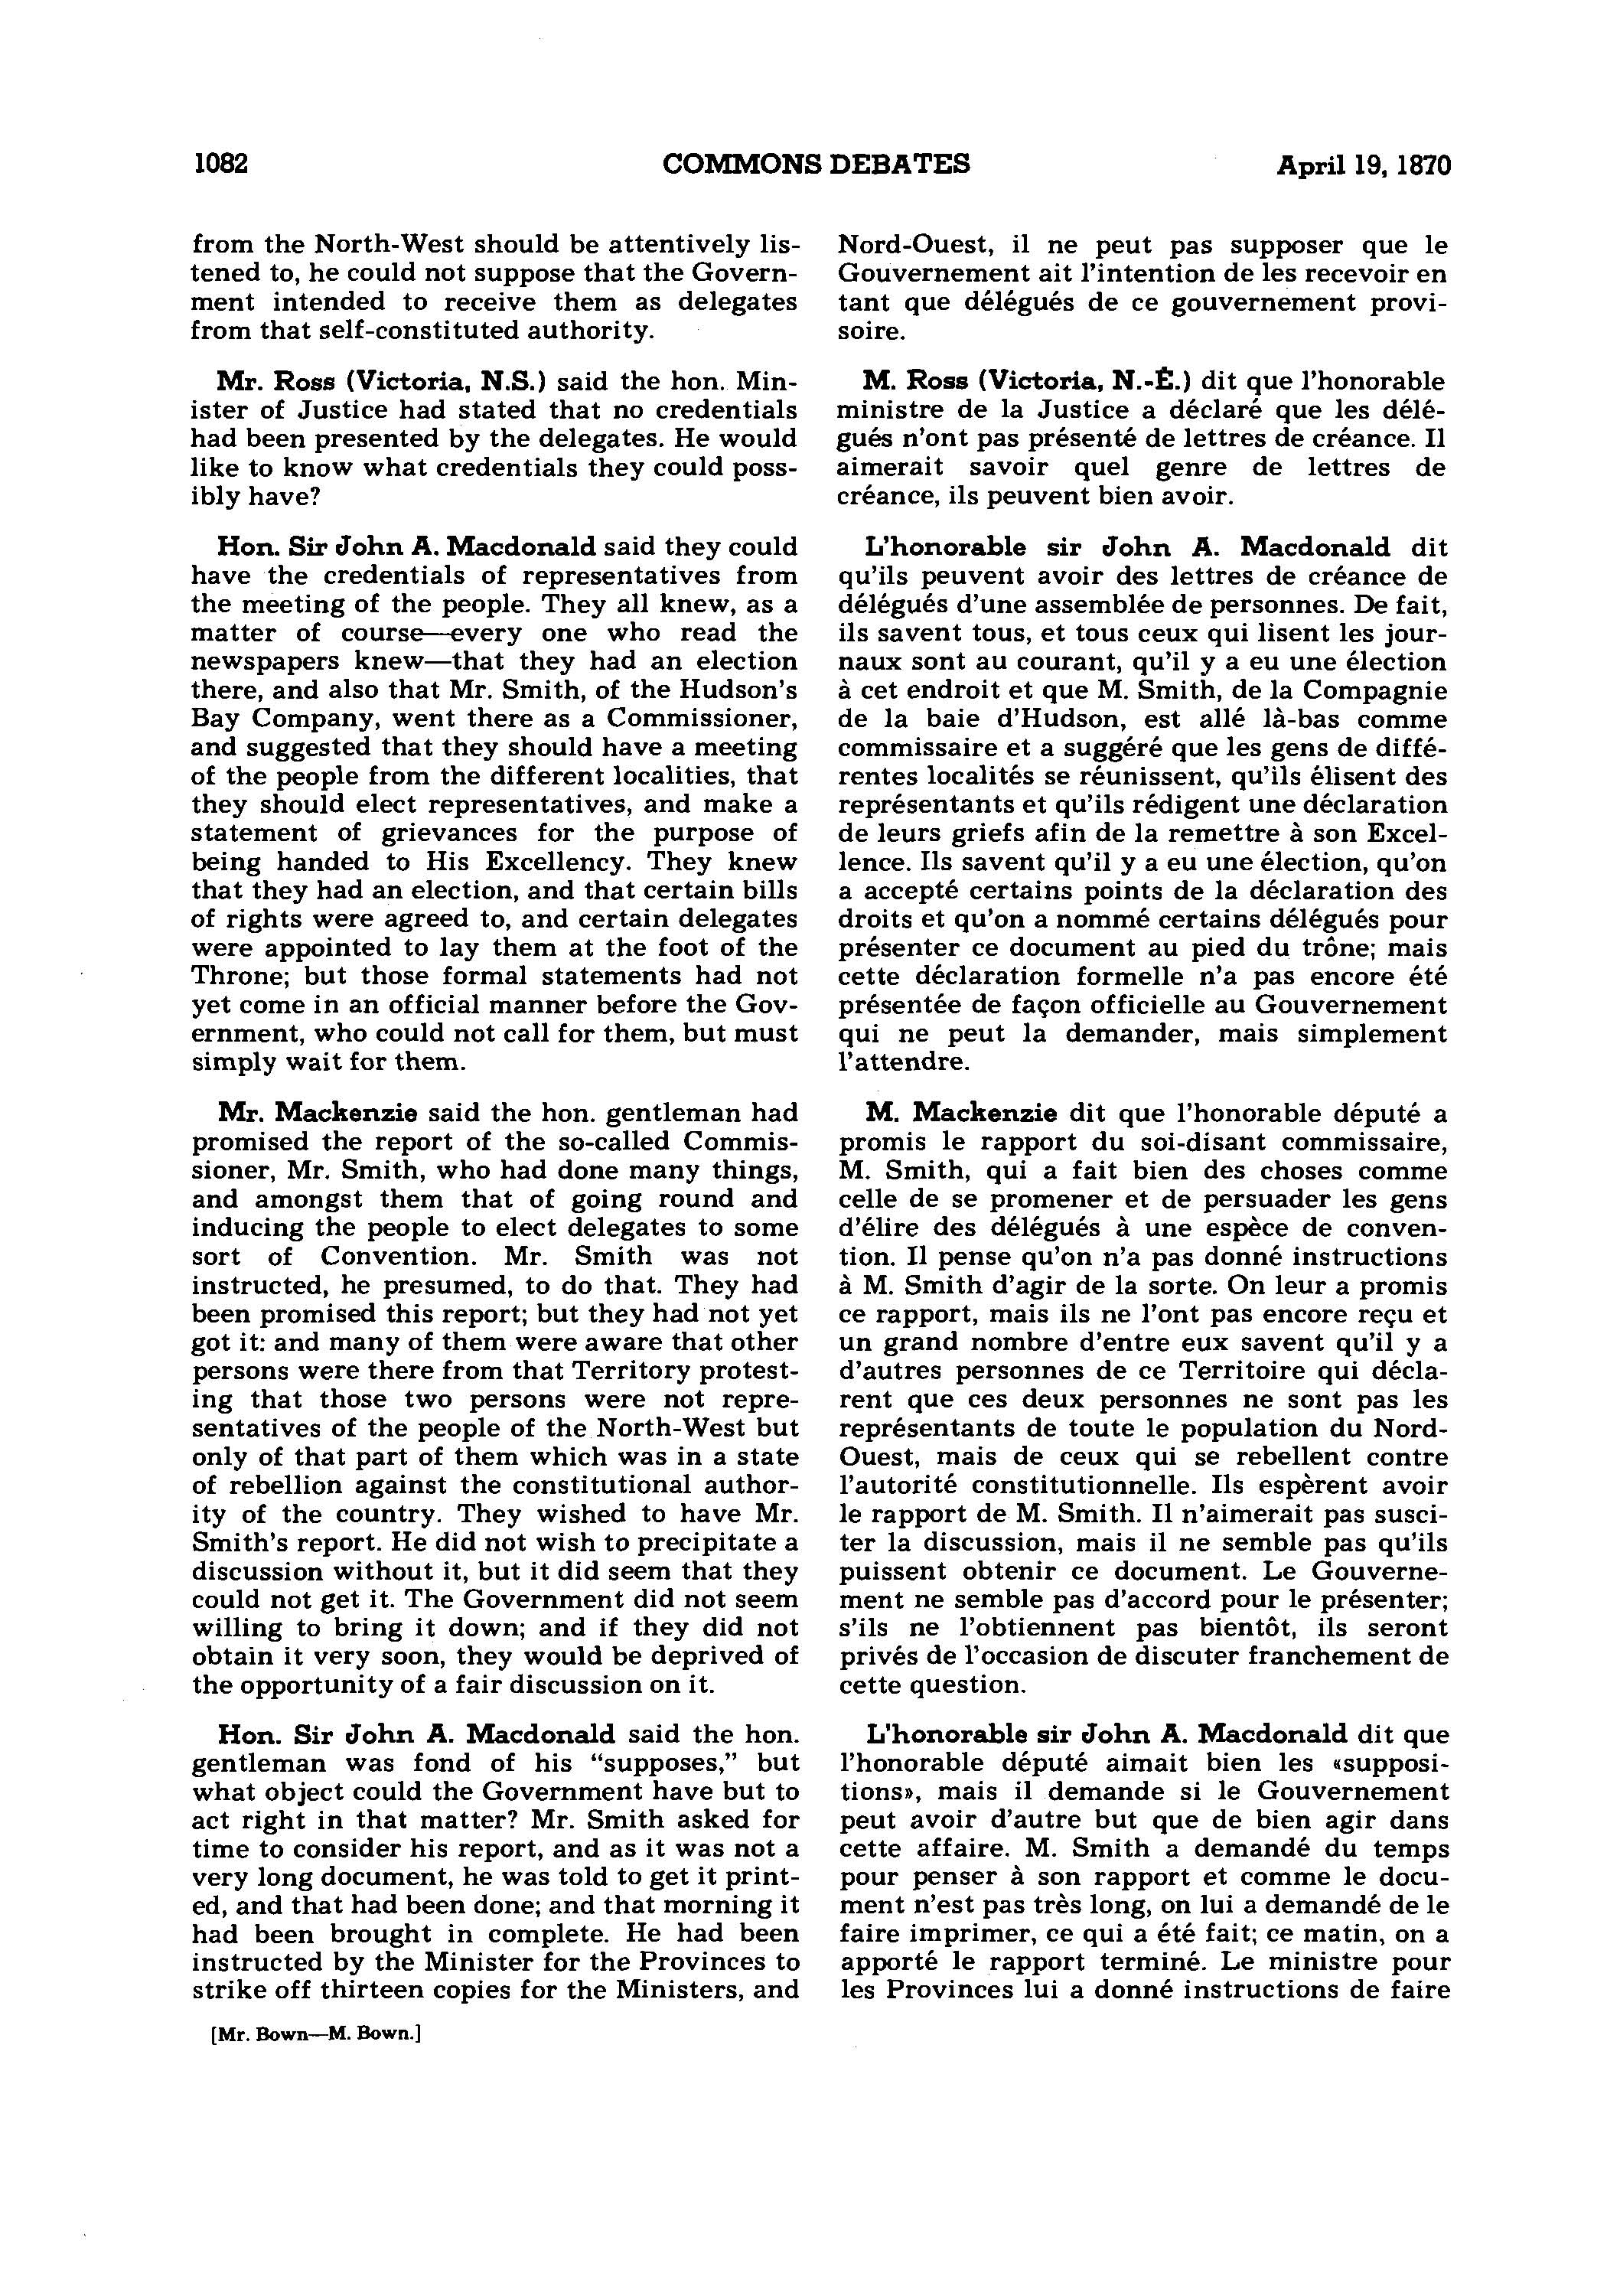 1082 COMMONS DEBATES April 19, 1870
from the North-West should be attentively lis-
tened to, he could not suppose that the Govern-
ment intended to receive them as delegates
from that self-constituted authority.
Mr. Ross (Victoria, N.S.) said the hon. Min-
ister of Justice had stated that no credentials
had been presented by the delegates. He would
like to know what credentials they could poss-
ibly have?
Hon. Sir John A. Macdonald said they could
have the credentials of representatives from
the meeting of the people. They all knew, as a
matter of course—every one who read the
newspapers knew—that they had an election
there, and also that Mr. Smith, of the Hudson's
Bay Company, went there as a Commissioner,
and suggested that they should have a meeting
of the people from the different localities, that
they should elect representatives, and make a
statement of grievances for the purpose of
being handed to His Excellency. They knew
that they had an election, and that certain bills
of rights were agreed to, and certain delegates
were appointed to lay them at the foot of the
Throne; but those formal statements had not
yet come in an official manner before the Gov-
ernment, who could not call for them, but must
simply wait for them.
Mr. Mackenzie said the hon. gentleman had
promised the report of the so-called Commis-
sioner, Mr. Smith, who had done many things,
and amongst them that of going round and
inducing the people to elect delegates to some
sort of Convention. Mr. Smith was not
instructed, he presumed, to do that. They had
been promised this report; but they had not yet
got it: and many of them were aware that other
persons were there from that Territory protest-
ing that those two persons were not repre-
sentatives of the people of the North-West but
only of that part of them which was in a state
of rebellion against the constitutional author-
ity of the country. They wished to have Mr.
Smith's report. He did not wish to precipitate a
discussion without it, but it did seem that they
could not get it. The Government did not seem
willing to bring it down; and if they did not
obtain it very soon, they would be deprived of
the opportunity of a fair discussion on it.
Hon. Sir John A. Macdonald said the hon.
gentleman was fond of his “supposes,” but
what object could the Government have but to
act right in that matter? Mr. Smith asked for
time to consider his report, and as it was not a
very long document, he was told to get it print-
ed, and that had been done; and that morning it
had been brought in complete. He had been
instructed by the Minister for the Provinces to
strike off thirteen copies for the Ministers, and
Nord-Ouest, il ne peut pas supposer que le
Gouvernement ait l'intention de les recevoir en
tant que délégués de ce gouvernement provi-
soire.
M. Ross (Victoria, N.-É.) dit que l'honorable
ministre de la Justice a déclaré que les délé-
gués n'ont pas présenté de lettres de créance. Il
aimerait savoir quel genre de lettres de
créance, ils peuvent bien avoir.
L'honorable sir John A. Macdonald dit
qu'ils peuvent avoir des lettres de créance de
délégués d'une assemblée de personnes. De fait,
ils savent tous, et tous ceux qui lisent les jour-
naux sont au courant, qu'il y a eu une élection
à cet endroit et que M. Smith, de la Compagnie
de la baie d'Hudson, est allé là-bas comme
commissaire et a suggéré que les gens de diffé-
rentes localités se réunissent, qu'ils élisent des
représentants et qu'ils rédigent une déclaration
de leurs griefs afin de la remettre à son Excel-
lence. Ils savent qu'il y a eu une élection, qu'on
a accepté certains points de la déclaration des
droits et qu'on a nommé certains délégués pour
présenter ce document au pied du trône; mais
cette déclaration formelle n'a pas encore été
présentée de façon officielle au Gouvernement
qui ne peut la demander, mais simplement
l'attendre.
M. Mackenzie dit que l'honorable député a
promis le rapport du soi-disant commissaire,
M. Smith, qui a fait bien des choses comme
celle de se promener et de persuader les gens
d'élire des délégués à une espèce de conven-
tion. Il pense qu'on n'a pas donné instructions
à M. Smith d'agir de la sorte. On leur a promis
ce rapport, mais ils ne l'ont pas encore reçu et
un grand nombre d'entre eux savent qu'il y a
d'autres personnes de ce Territoire qui décla-
rent que ces deux personnes ne sont pas les
représentants de toute le population du Nord-
Ouest, mais de ceux qui se rebellent contre
l'autorité constitutionnelle. Ils espèrent avoir
le rapport de M. Smith. Il n'aimerait pas susci-
ter la discussion, mais il ne semble pas qu'ils
puissent obtenir ce document. Le Gouverne-
ment ne semble pas d'accord pour le présenter;
s'ils ne l'obtiennent pas bientôt, ils seront
privés de l'occasion de discuter franchement de
cette question.
L'honorable sir John A. Macdonald dit que
l'honorable député aimait bien les «supposi-
tions», mais il demande si le Gouvernement
peut avoir d'autre but que de bien agir dans
cette affaire. M. Smith a demandé du temps
pour penser à son rapport et comme le docu-
ment n'est pas très long, on lui a demandé de le
faire imprimer, ce qui a été fait; ce matin, on a
apporté le rapport terminé. Le ministre pour
les Provinces lui a donné instructions de faire
[Mr. Bown—M. Bown.]